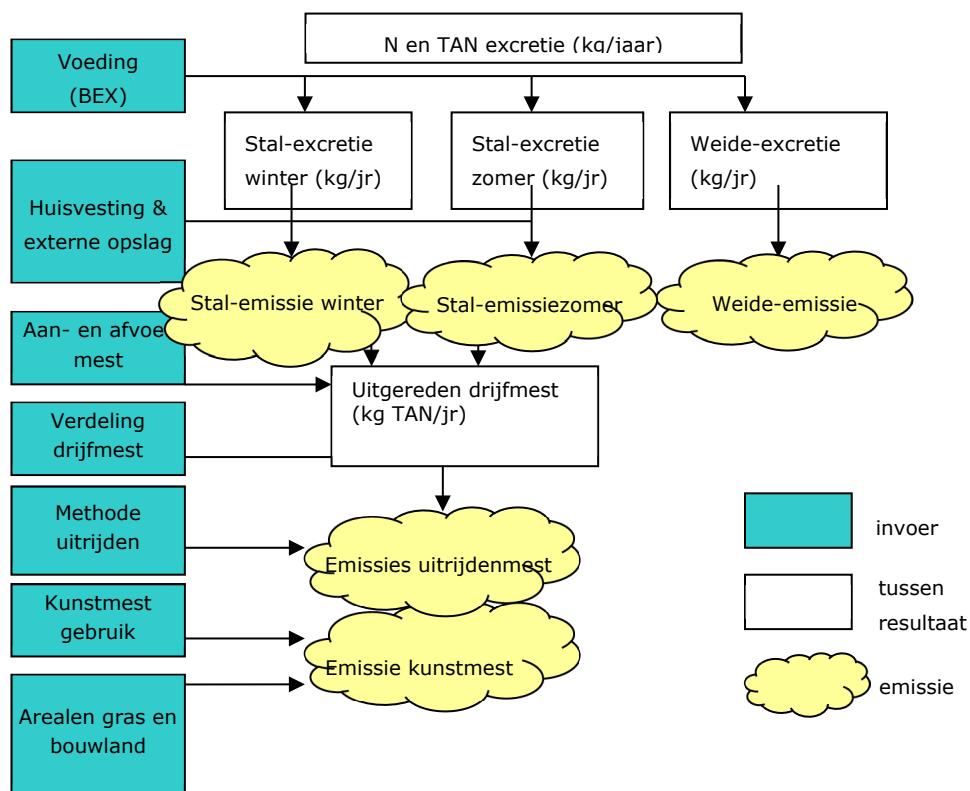 N en TAN excretie (kg/jaar)
Voeding
(BEX)
Stal-excretie
winter (kg/jr)
Stal-excretie
zomer (kg/jr)
Weide-excretie
(kg/jr)
Huisvesting &
externe opslag
Stal-emissie winter
Stal-emissiezomer
Weide-emissie
Aan- en afvoe
mest
Uitgereden drijfmest
(kg TAN/jr)
Verdeling
drijfmest
Methode
uitrijden
Emissies uitrijdenmest
Kunstmest
gebruik
Emissie kunstmest
Arealen gras en
bouwland
invoer
tussen
resultaat
emissie